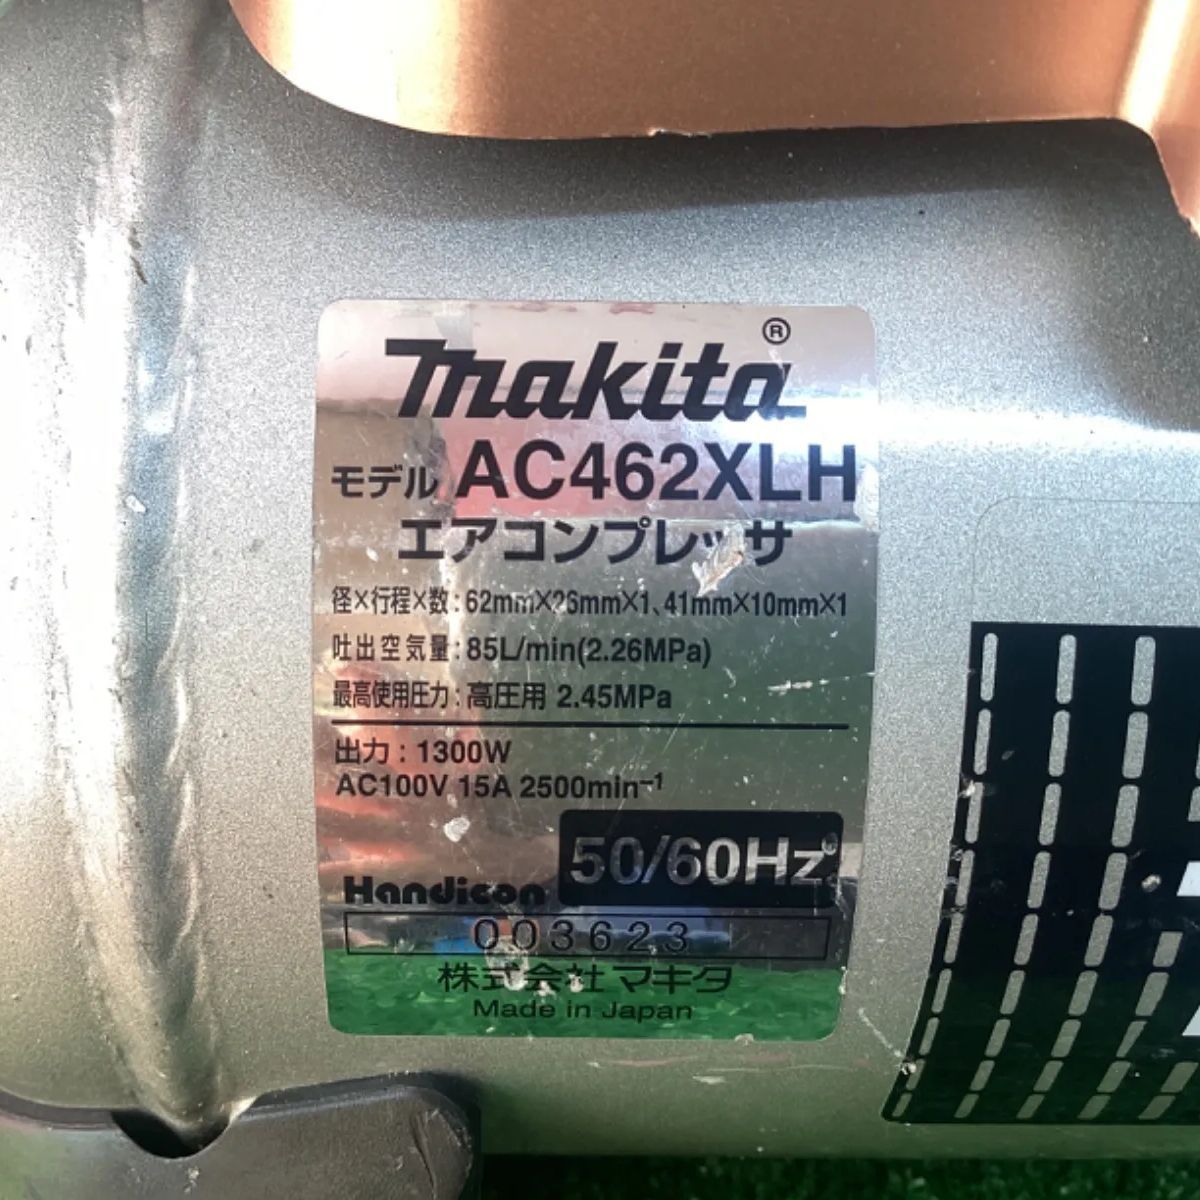 makita®
モデル AC462XLH
エアコンプレッサ
径×行程×数:62mm×26mm×1、41mm×10mm×1
吐出空気量:85L/min(2.26MPa)
最高使用圧力:高圧用 2.45MPa
出力:1300W
AC100V 15A 2500min⁻¹
50/60Hz
Handicon
003623
株式会社 マキタ
Made in Japan